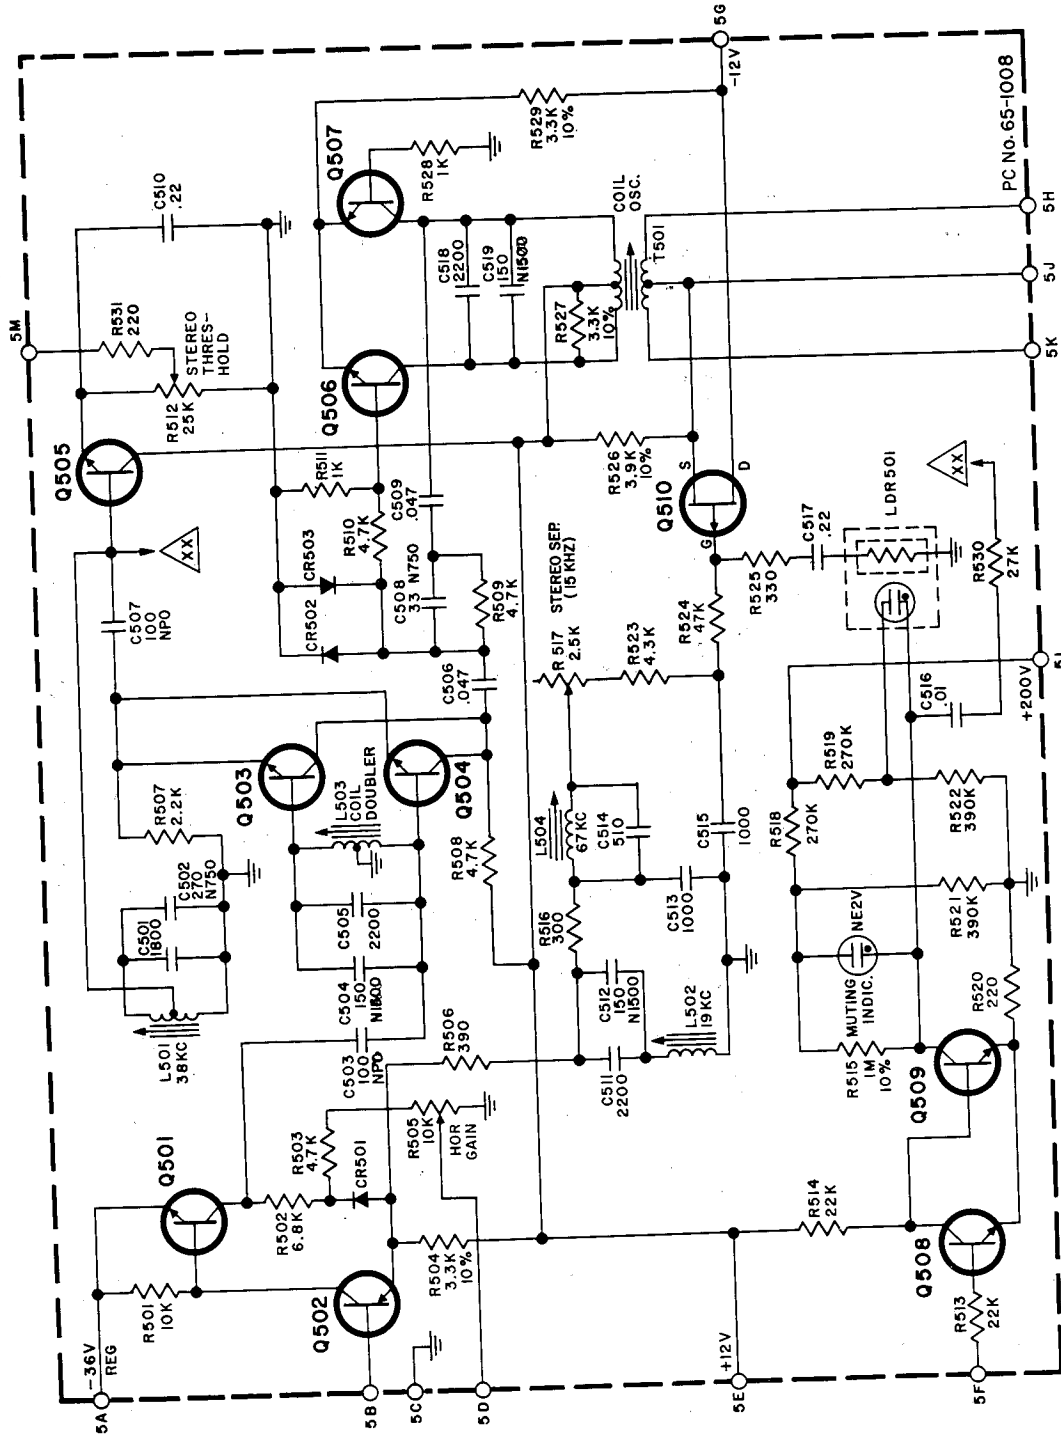 5A
-36V
REG
5B
5C
5D
5E
+12V
5F
R501
10K
Q501
Q502
R502
6.8K
R503
4.7K
CR501
R504
3.3K
10%
R505
10K
HOR
GAIN
R506
390
L501
38KC
C501
1800
C502
270
N750
R507
2.2K
C503
100
NPO
C504
150
N1500
C505
2200
L503
COIL
DOUBLER
Q503
Q504
R508
4.7K
C507
100
NPO
XX
Q505
5M
R531
220
R512
25K
STEREO
THRES-
HOLD
C510
.22
CR502
CR503
R511
1K
R510
4.7K
C508
33
N750
C509
.047
R509
4.7K
C506
.047
Q506
Q507
R528
1K
R529
3.3K
10%
C518
2200
C519
150
N1500
R527
3.3K
10%
COIL
OSC.
T501
5G
-12V
C511
2200
C512
150
N1500
L502
19KC
R516
300
C513
1000
L504
67KC
C514
510
C515
1000
R517
2.5K
STEREO SEP.
(15 KHZ)
R523
4.3K
R524
47K
R526
3.9K
10%
Q510
S
G
D
R525
330
C517
.22
LDR501
R530
27K
XX
R513
22K
Q508
R514
22K
Q509
R515
1M
10%
MUTING
INDIC.
NE2V
R520
220
R521
390K
R518
270K
R519
270K
R522
390K
C516
.01
+200V
5L
5K
5J
5H
PC No. 65-1008